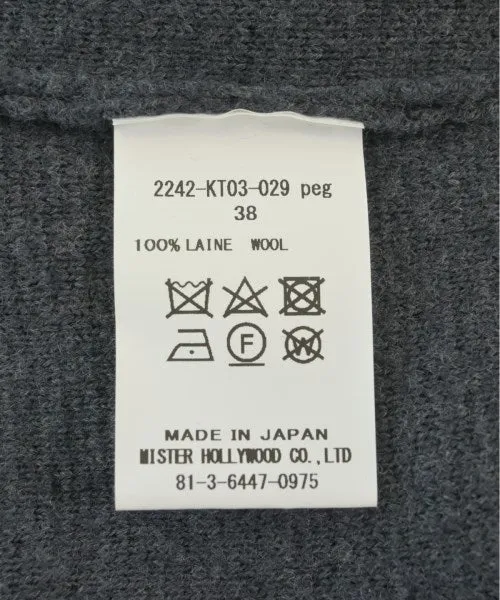 2242-KT03-029 peg
38
100% LAINE WOOL
F W
MADE IN JAPAN
MISTER HOLLYWOOD CO.,LTD
81-3-6447-0975